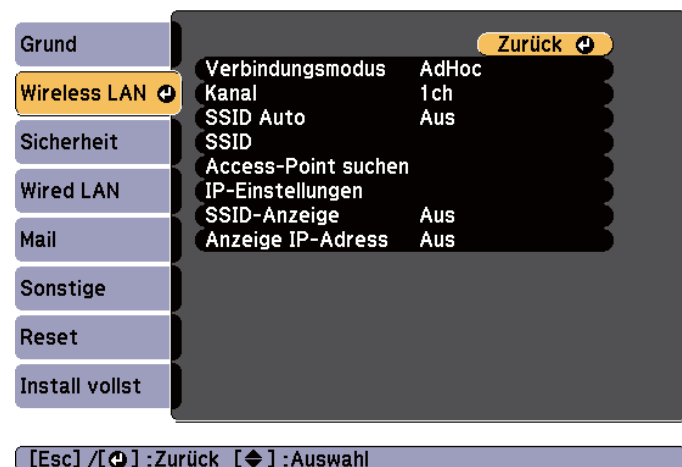 Grund
Wireless LAN
Sicherheit
Wired LAN
Mail
Sonstige
Reset
Install vollst
Zurück
Verbindungsmodus AdHoc
Kanal 1ch
SSID Auto Aus
SSID
Access-Point suchen
IP-Einstellungen
SSID-Anzeige Aus
Anzeige IP-Adress Aus
[Esc] /[⏎] :Zurück [◆] :Auswahl